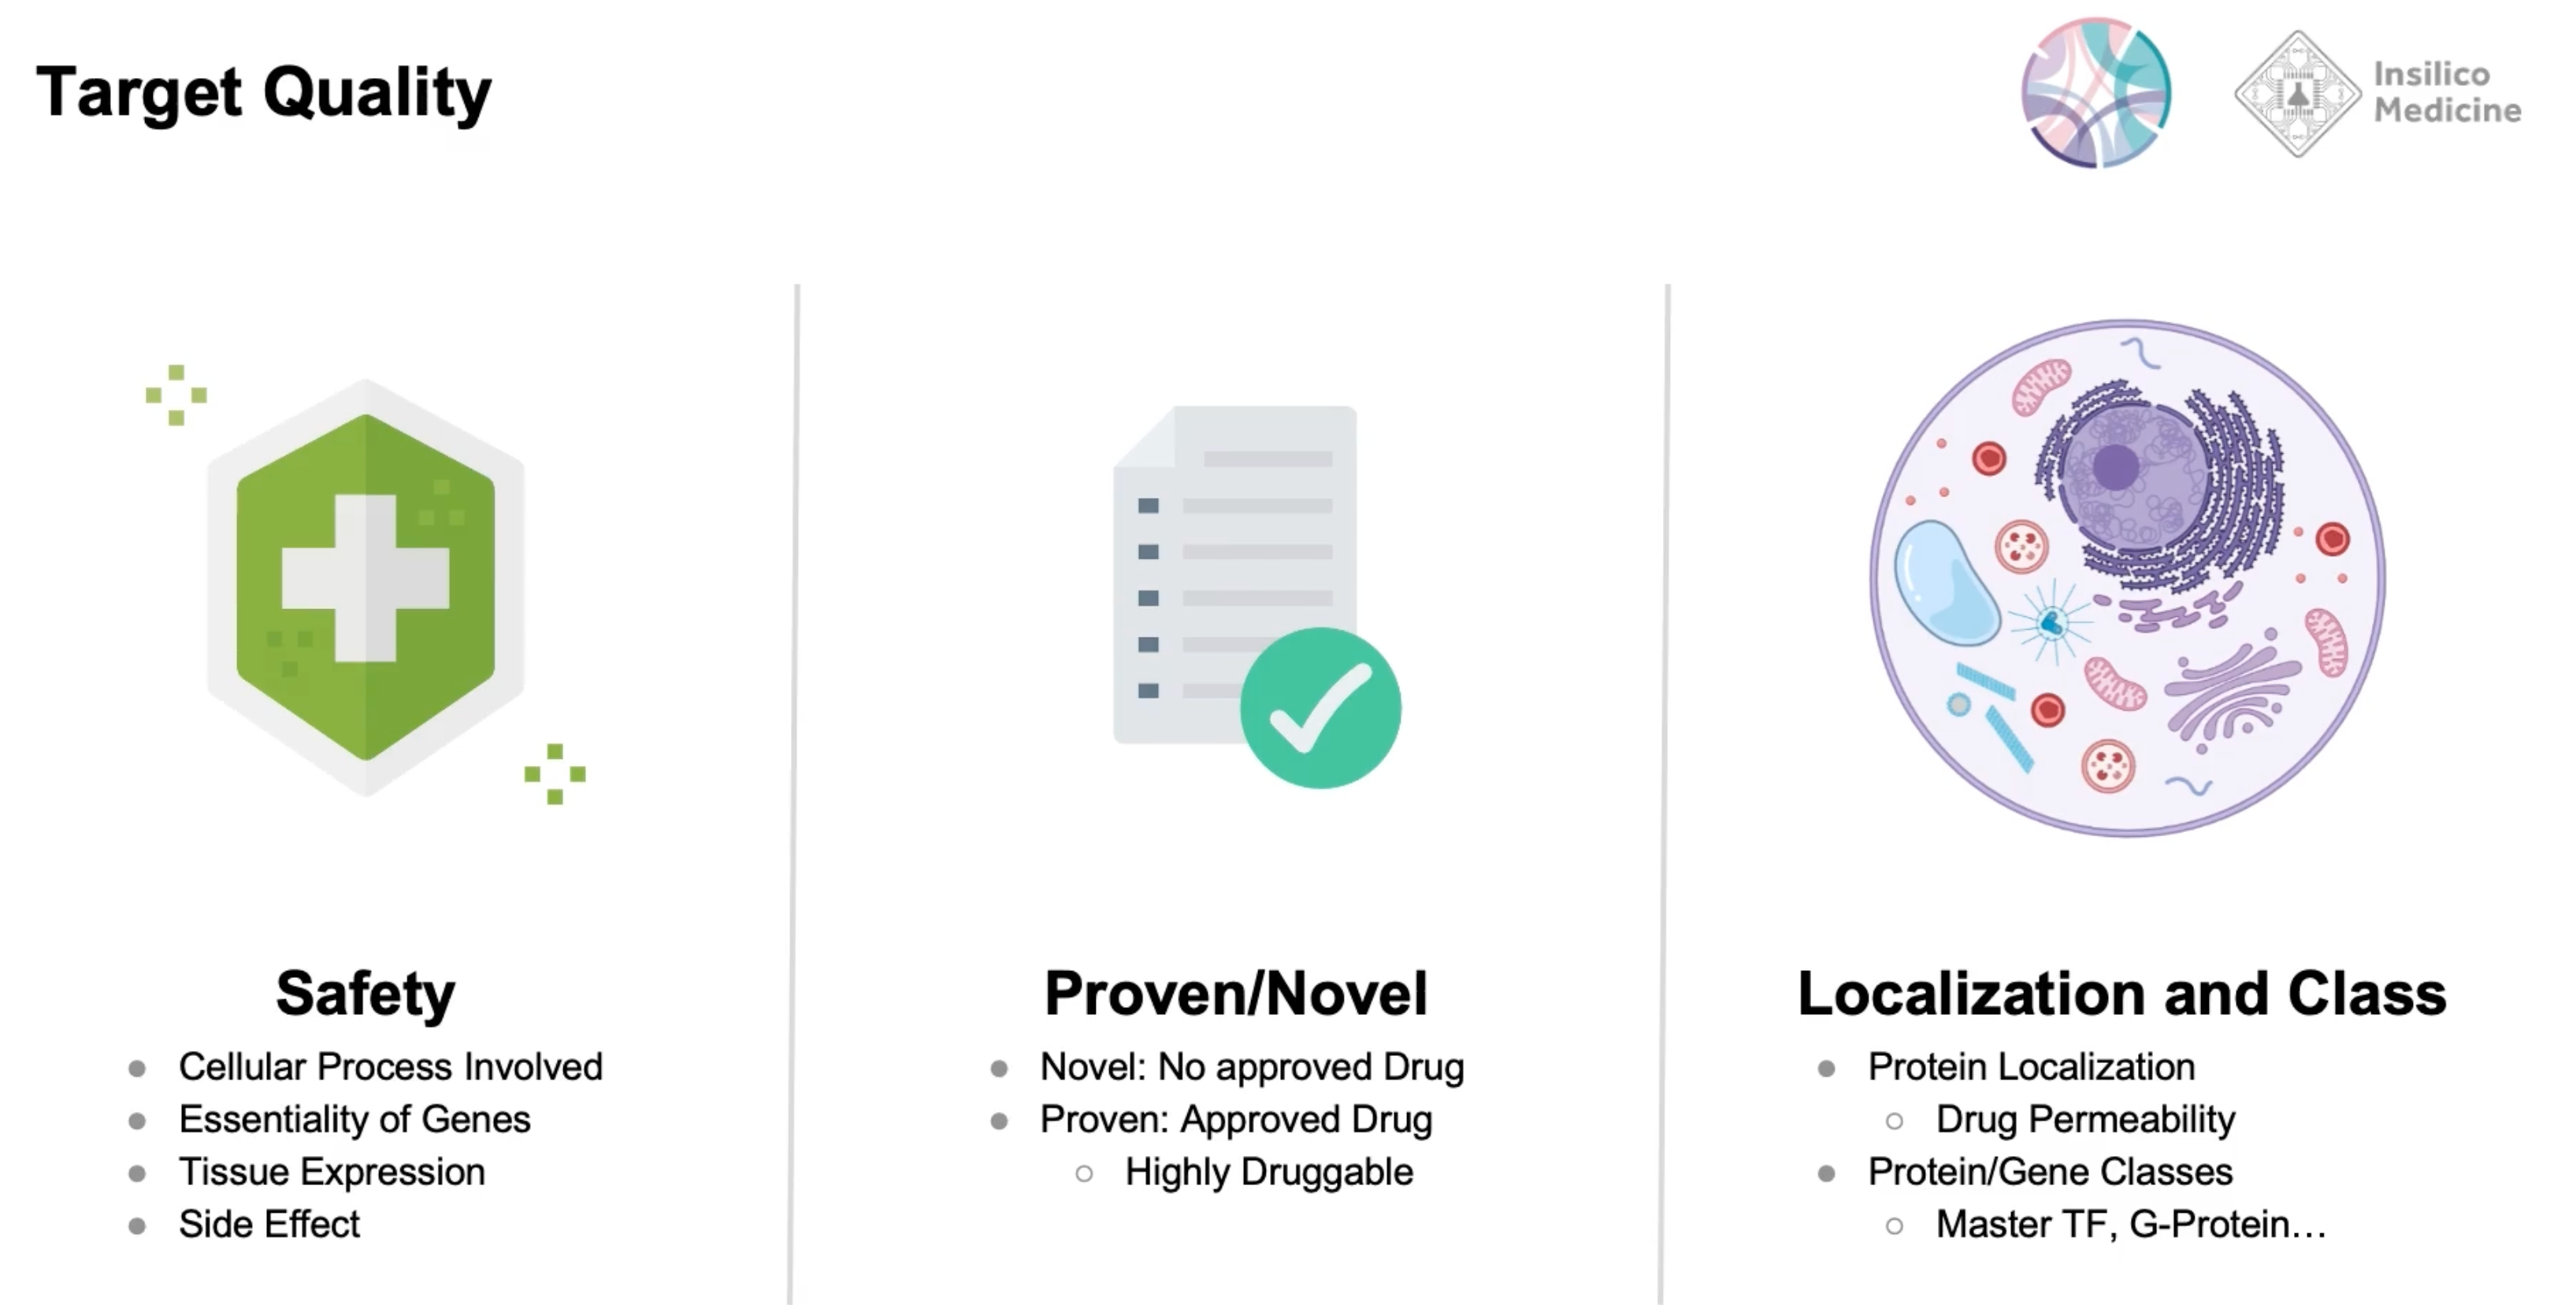 Target Quality
Insilico
Medicine
Safety
● Cellular Process Involved
● Essentiality of Genes
● Tissue Expression
● Side Effect
Proven/Novel
● Novel: No approved Drug
● Proven: Approved Drug
○ Highly Druggable
Localization and Class
● Protein Localization
○ Drug Permeability
● Protein/Gene Classes
○ Master TF, G-Protein…